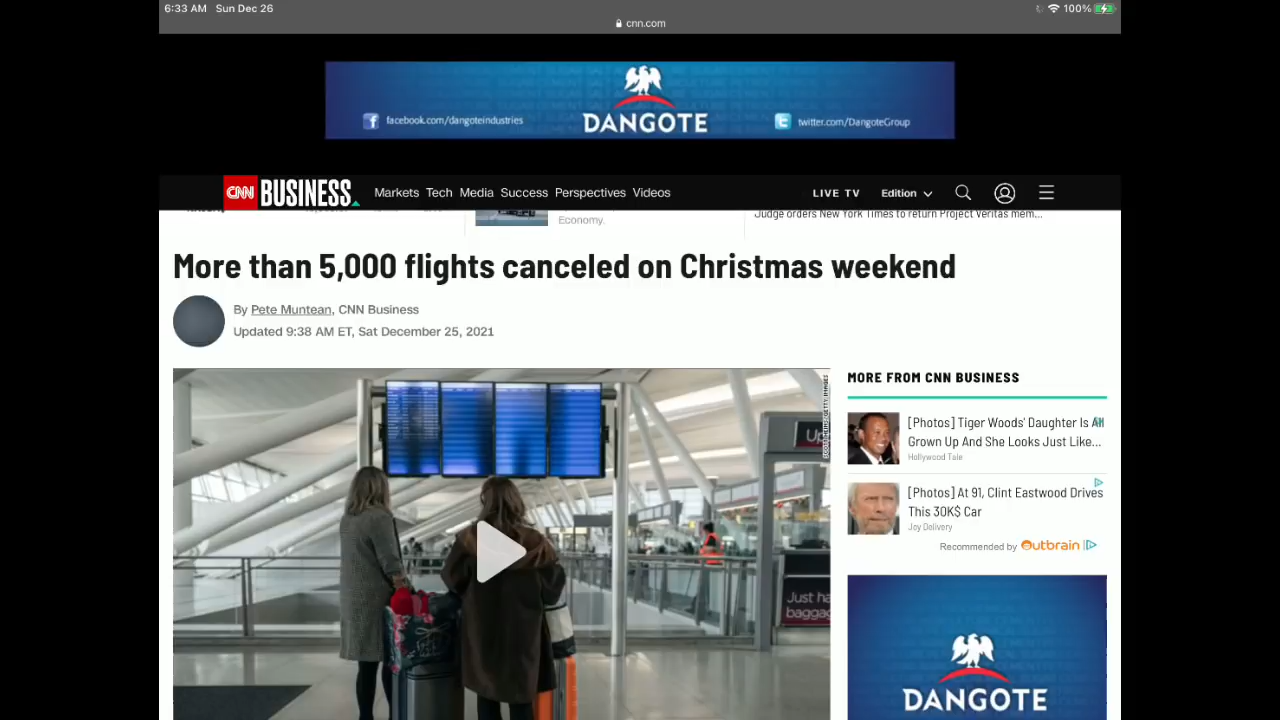 6:33 AM Sun Dec 26
100%
cnn.com
facebook.com/dangoteindustries
DANGOTE
twitter.com/DangoteGroup
CNN BUSINESS
Markets Tech Media Success Perspectives Videos
LIVE TV
Edition
Economy.
Judge orders New York Times to return Project Veritas mem...
More than 5,000 flights canceled on Christmas weekend
By Pete Muntean, CNN Business
Updated 9:38 AM ET, Sat December 25, 2021
MORE FROM CNN BUSINESS
[Photos] Tiger Woods' Daughter Is All
Grown Up And She Looks Just Like...
Hollywood Tale
[Photos] At 91, Clint Eastwood Drives
This 30K$ Car
Joy Delivery
Recommended by Outbrain
Just ha
baggag
DANGOTE